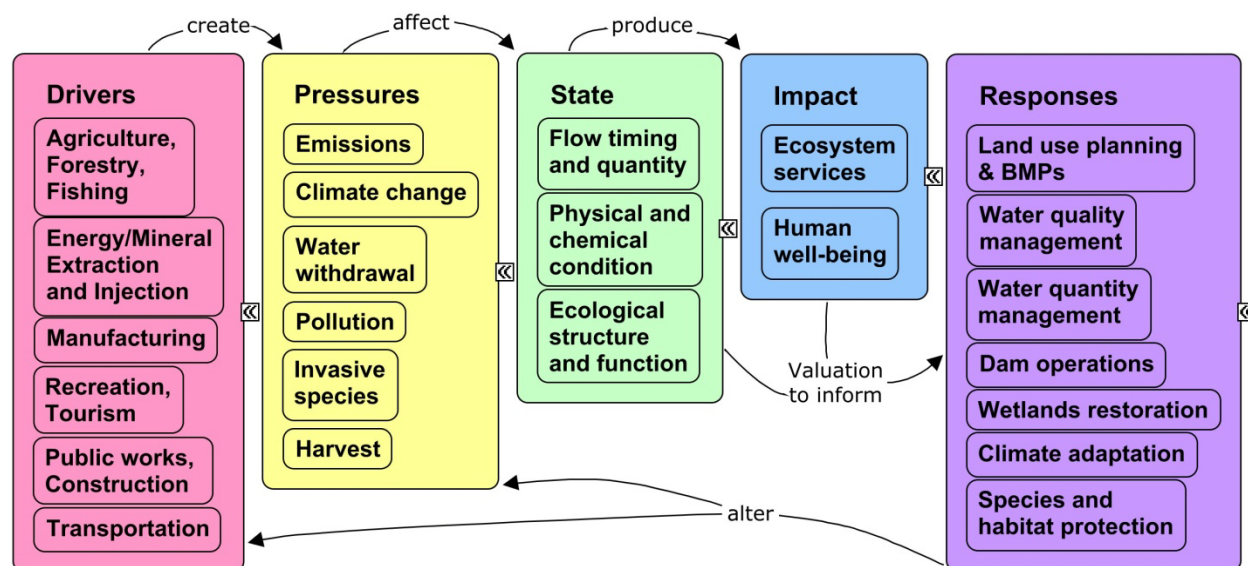 create
affect
produce
Drivers
Agriculture,
Forestry,
Fishing
Energy/Mineral
Extraction
and Injection
Manufacturing
Recreation,
Tourism
Public works,
Construction
Transportation
Pressures
Emissions
Climate change
Water
withdrawal
Pollution
Invasive
species
Harvest
State
Flow timing
and quantity
Physical and
chemical
condition
Ecological
structure
and function
Impact
Ecosystem
services
Human
well-being
Valuation
to inform
Responses
Land use planning
& BMPs
Water quality
management
Water quantity
management
Dam operations
Wetlands restoration
Climate adaptation
Species and
habitat protection
alter